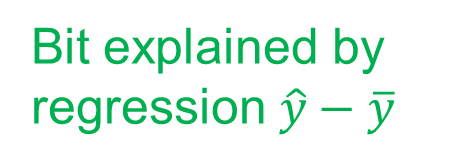 Bit explained by
regression ŷ − ȳ